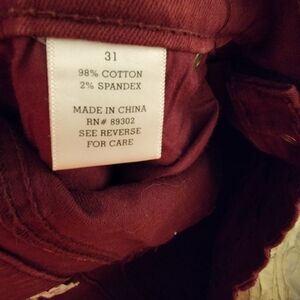 31
98% COTTON
2% SPANDEX
MADE IN CHINA
RN# 89302
SEE REVERSE
FOR CARE